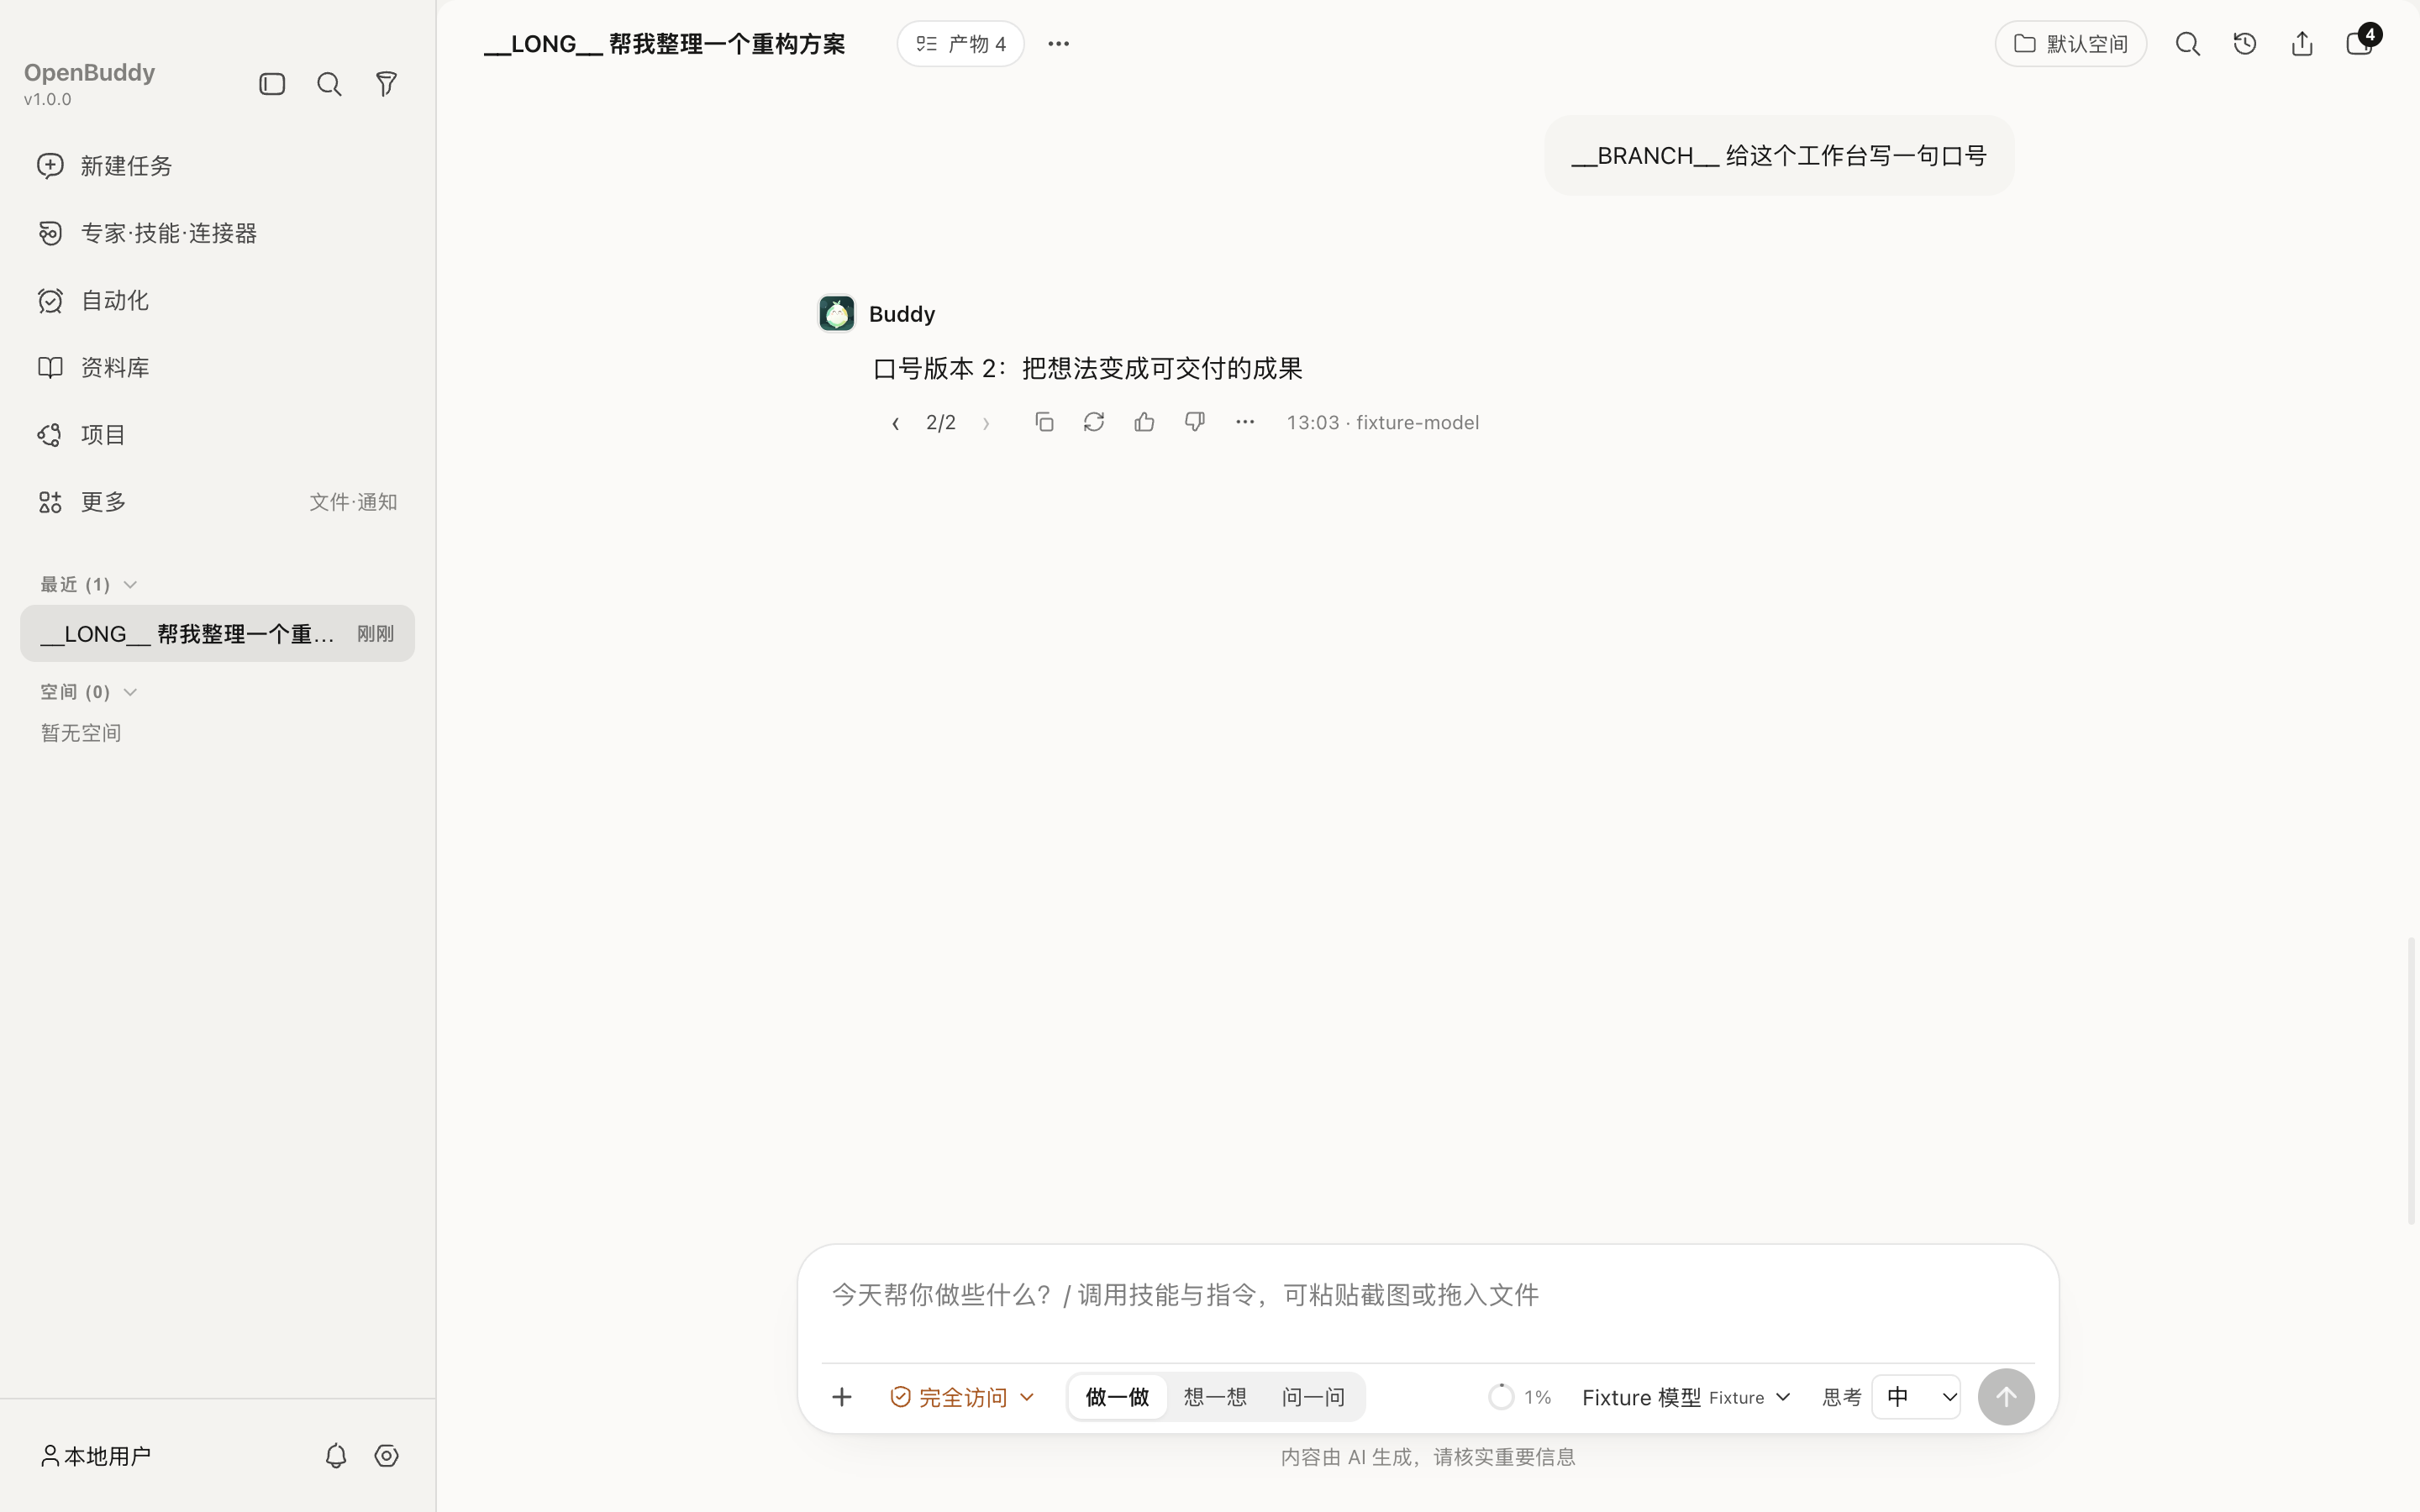 OpenBuddy
v1.0.0
新建任务
专家·技能·连接器
自动化
资料库
项目
更多
文件·通知
最近 (1)
__LONG__ 帮我整理一个重…
刚刚
空间 (0)
暂无空间
本地用户
__LONG__ 帮我整理一个重构方案
产物 4
默认空间
4
__BRANCH__ 给这个工作台写一句口号
Buddy
口号版本 2：把想法变成可交付的成果
2/2
13:03 · fixture-model
今天帮你做些什么？/ 调用技能与指令，可粘贴截图或拖入文件
完全访问
做一做
想一想
问一问
1%
Fixture 模型 Fixture
思考
中
内容由 AI 生成，请核实重要信息